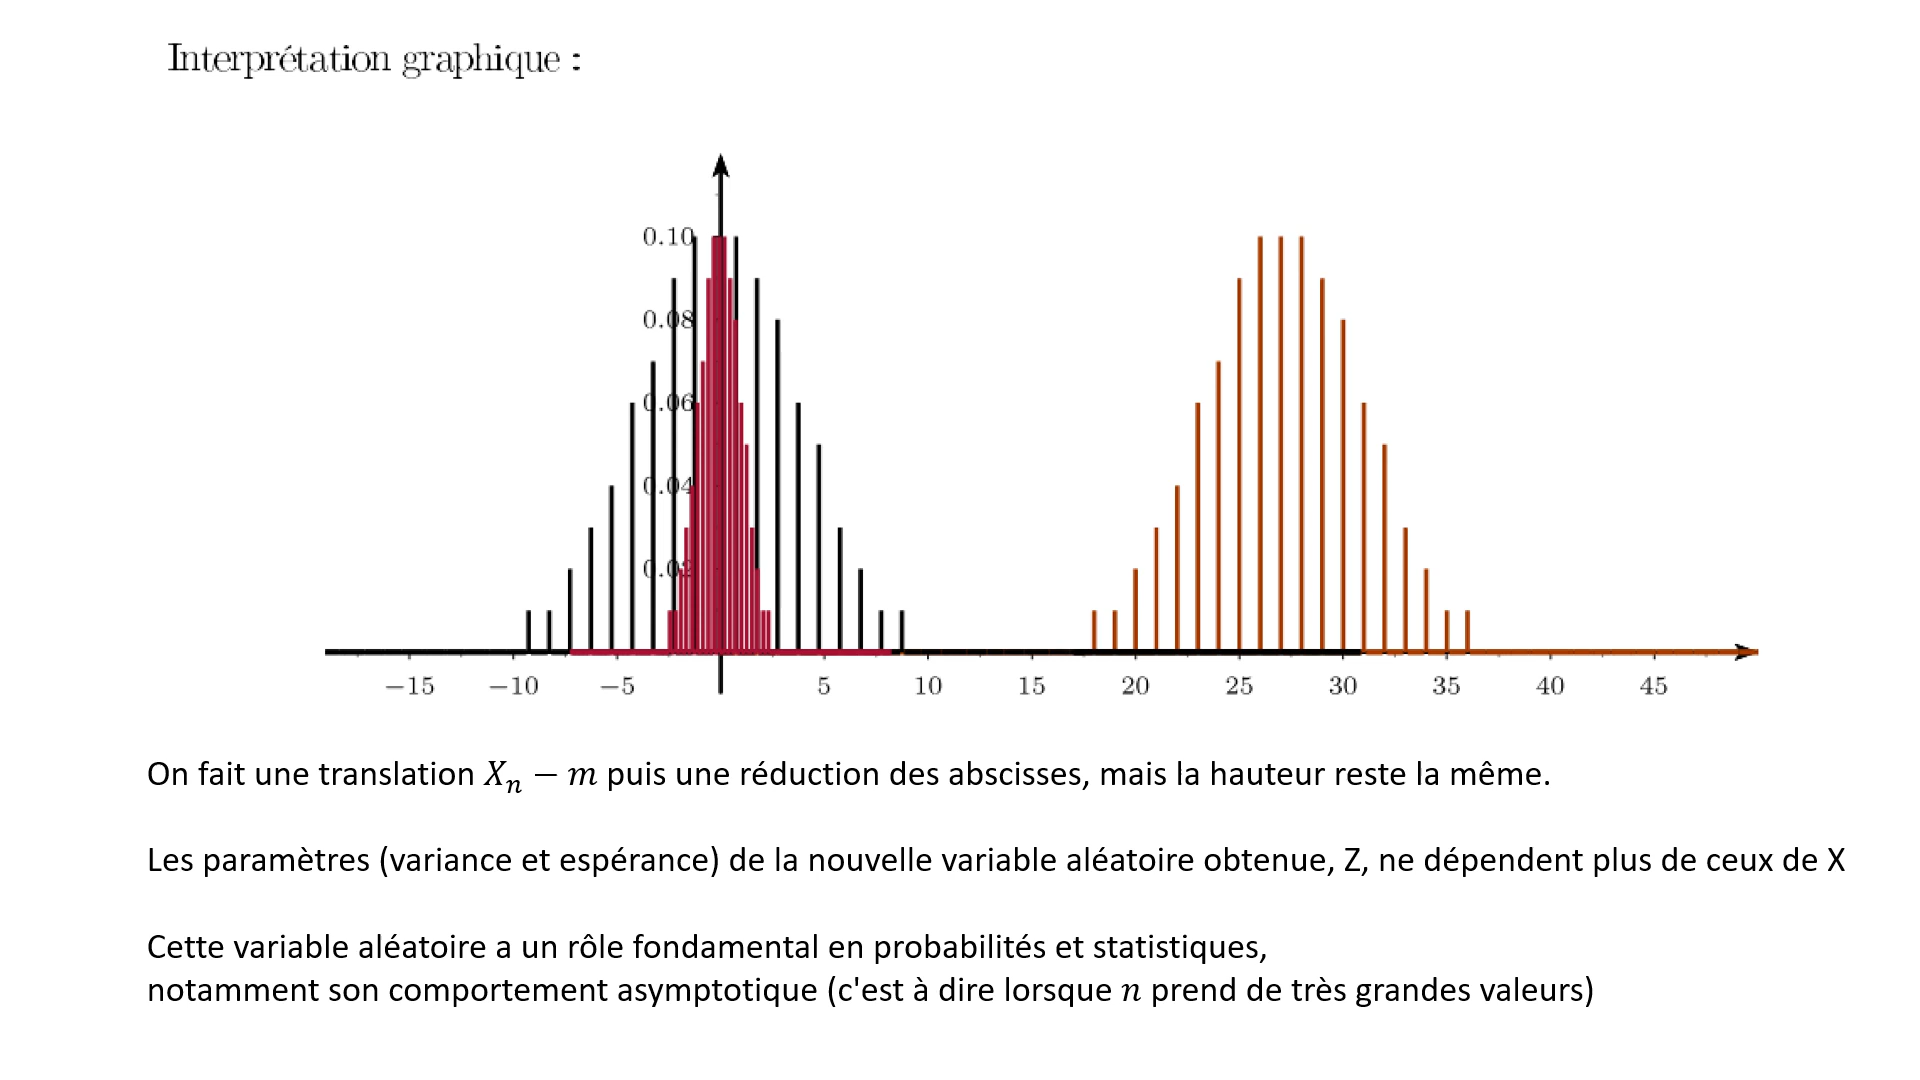 Interprétation graphique :
0.10
0.08
0.06
0.04
0.02
−15 −10 −5 5 10 15 20 25 30 35 40 45
On fait une translation Xₙ − m puis une réduction des abscisses, mais la hauteur reste la même.
Les paramètres (variance et espérance) de la nouvelle variable aléatoire obtenue, Z, ne dépendent plus de ceux de X
Cette variable aléatoire a un rôle fondamental en probabilités et statistiques,
notamment son comportement asymptotique (c'est à dire lorsque n prend de très grandes valeurs)